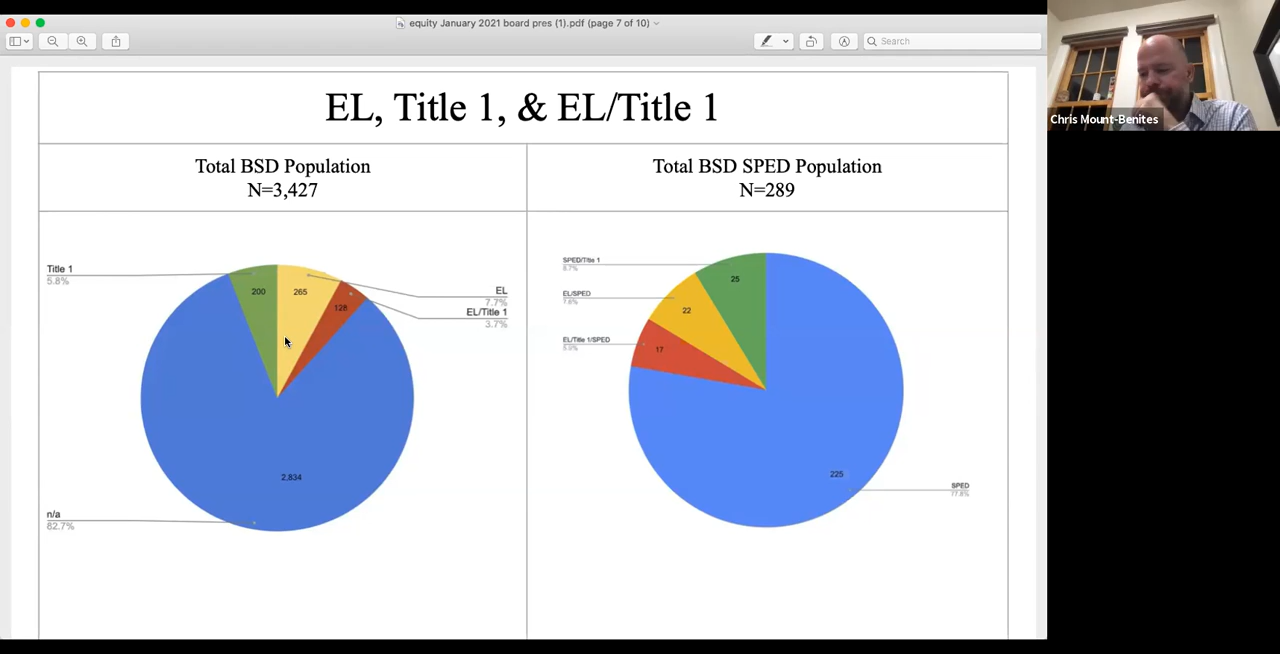 equity January 2021 board pres (1).pdf (page 7 of 10)
Search
EL, Title 1, & EL/Title 1
Total BSD Population
N=3,427
Total BSD SPED Population
N=289
Title 1
5.8%
200
265
128
EL
7.7%
EL/Title 1
3.7%
2,834
n/a
82.7%
SPED/Title 1
8.7%
25
EL/SPED
7.6%
22
EL/Title 1/SPED
5.9%
17
225
SPED
77.8%
Chris Mount-Benites